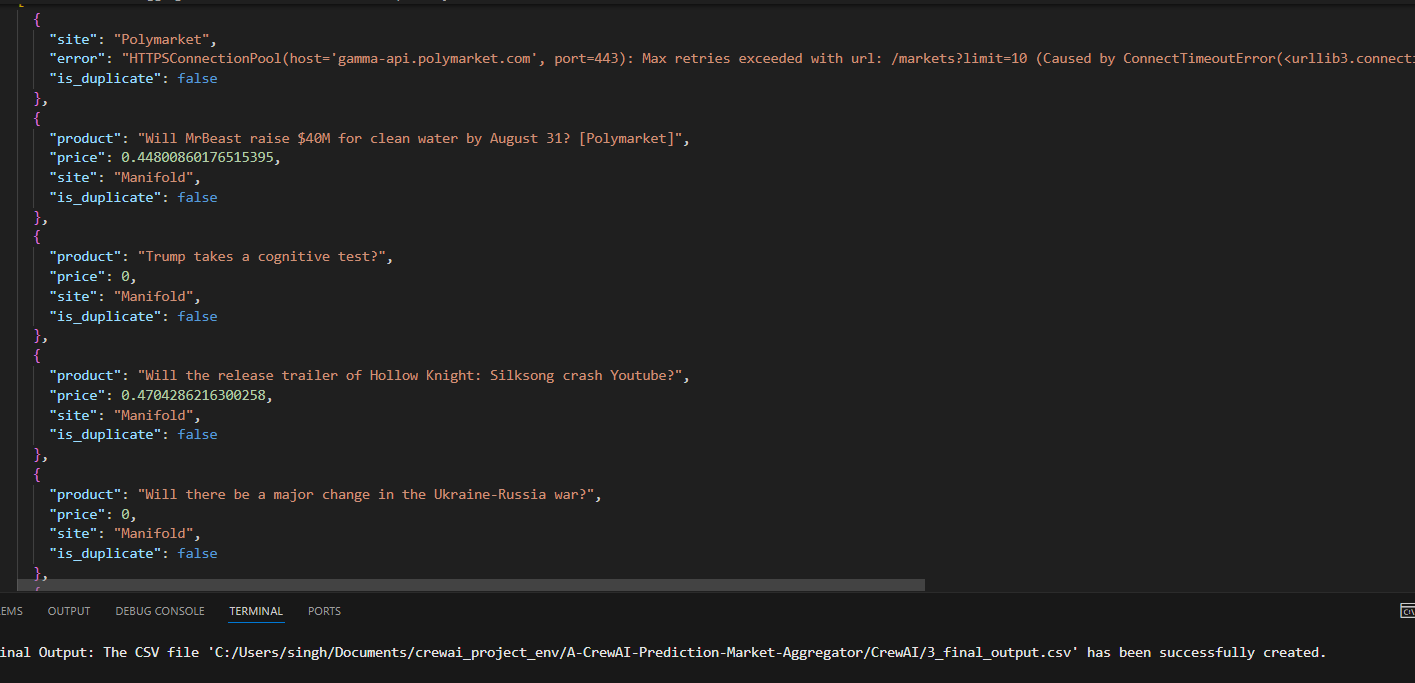 {
"site": "Polymarket",
"error": "HTTPSConnectionPool(host='gamma-api.polymarket.com', port=443): Max retries exceeded with url: /markets?limit=10 (Caused by ConnectTimeoutError(<urllib3.connecti
"is_duplicate": false
},
{
"product": "Will MrBeast raise $40M for clean water by August 31? [Polymarket]",
"price": 0.44800860176515395,
"site": "Manifold",
"is_duplicate": false
},
{
"product": "Trump takes a cognitive test?",
"price": 0,
"site": "Manifold",
"is_duplicate": false
},
{
"product": "Will the release trailer of Hollow Knight: Silksong crash Youtube?",
"price": 0.4704286216300258,
"site": "Manifold",
"is_duplicate": false
},
{
"product": "Will there be a major change in the Ukraine-Russia war?",
"price": 0,
"site": "Manifold",
"is_duplicate": false
},
EMS OUTPUT DEBUG CONSOLE TERMINAL PORTS
inal Output: The CSV file 'C:/Users/singh/Documents/crewai_project_env/A-CrewAI-Prediction-Market-Aggregator/CrewAI/3_final_output.csv' has been successfully created.